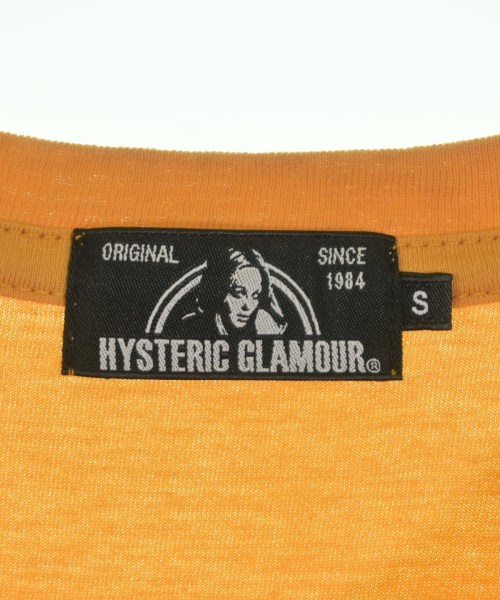 ORIGINAL SINCE
1984
HYSTERIC GLAMOUR®
S